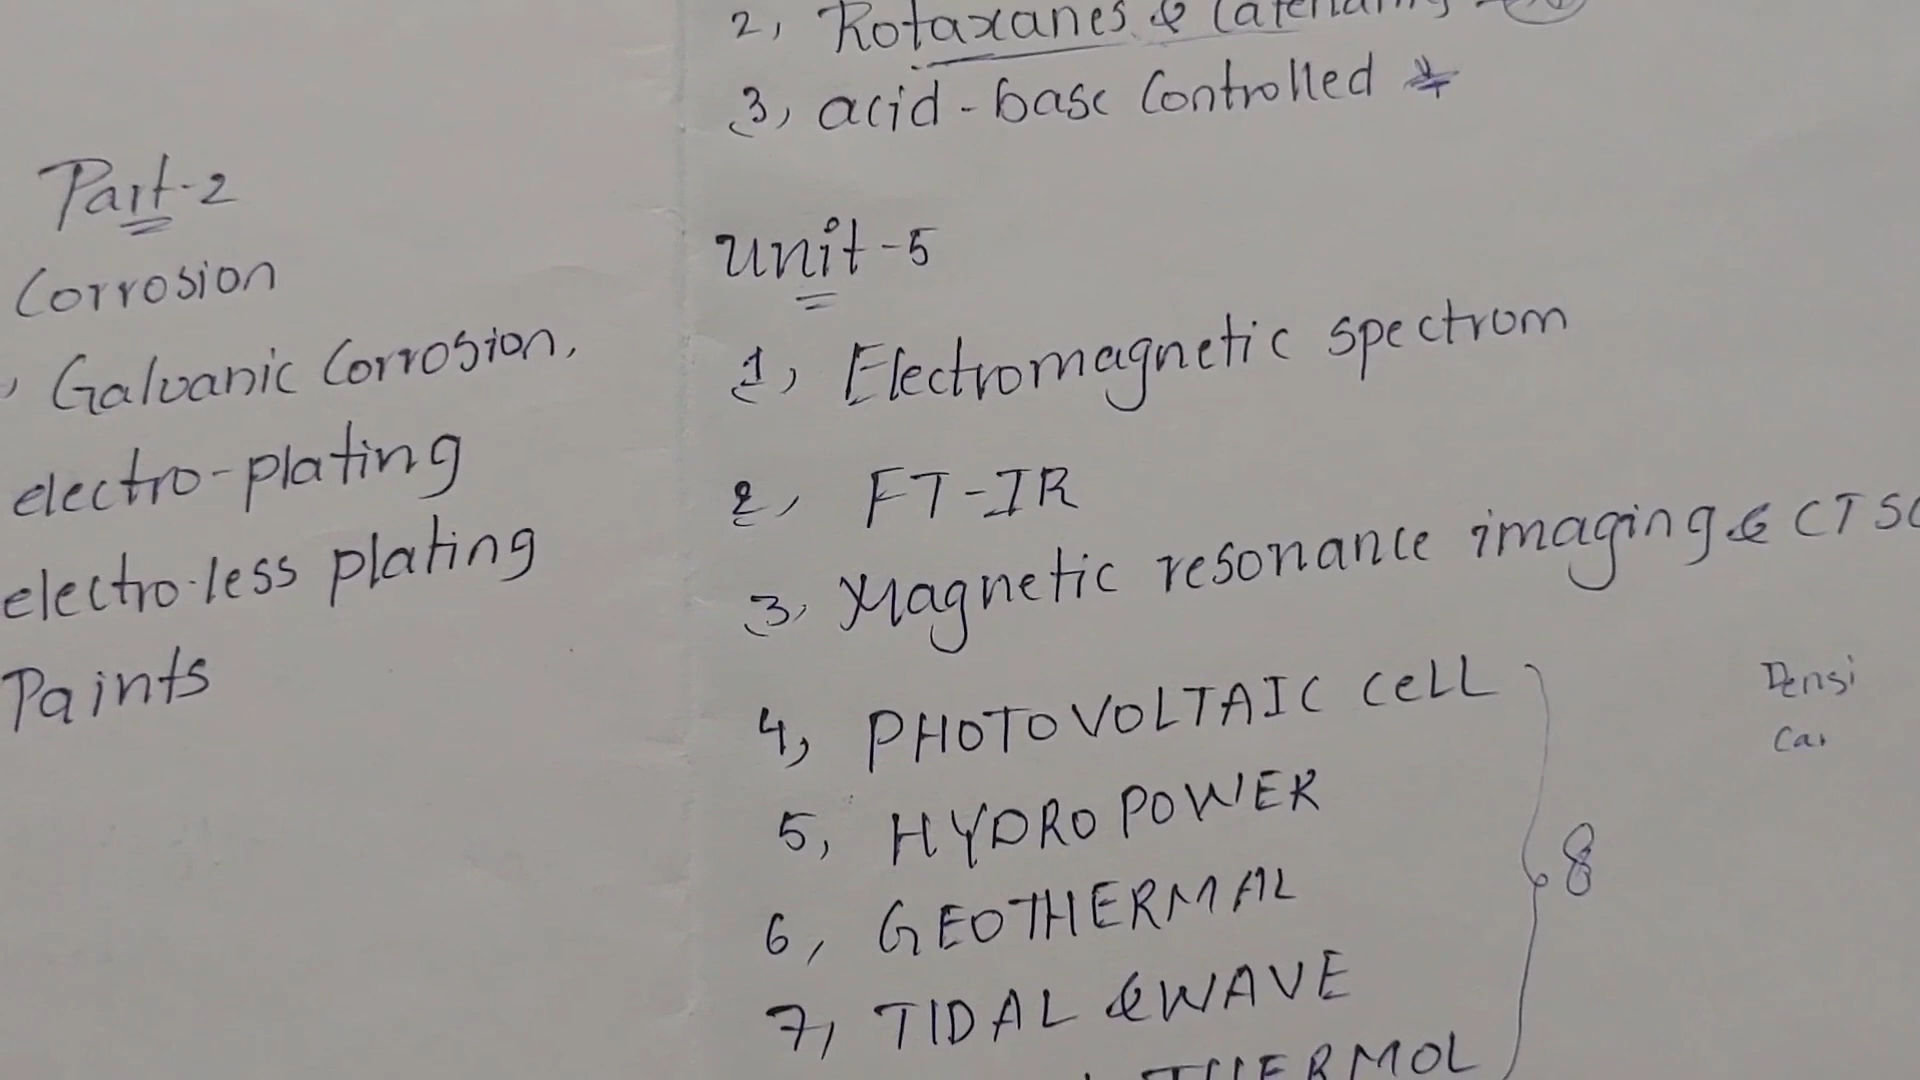 Part-2
Corrosion
Galvanic Corrosion,
electro-plating
electro-less plating
Paints
2, Rotaxanes &
3, acid-base Controlled
Unit-5
1, Electromagnetic spectrom
2, FT-IR
3, Magnetic resonance imaging & CT
4, PHOTOVOLTAIC CELL
5, HYDRO POWER
6, GEOTHERMAL
7, TIDAL & WAVE
THERMOL
8